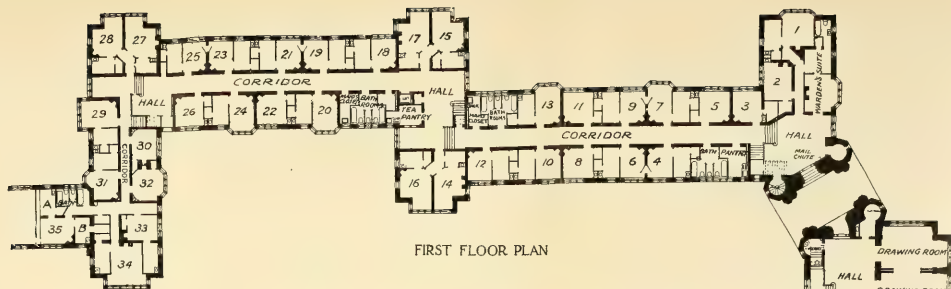 28 27 25 23 21 19 18 17 15
CORRIDOR
HALL
29 26 24 22 20
MAIDS CLOSET BATH ROOMS
TEA PANTRY
HALL
30
CORRIDOR
31 32
A BATH
35 B 33
34
16 14
MAIDS CLOSET
BATH ROOMS
13 11 9 7 5 3
CORRIDOR
12 10 8 6 4
BATH PANTRY
1
2
WARDEN'S SUITE
HALL
MAIL CHUTE
FIRST FLOOR PLAN
HALL
DRAWING ROOM